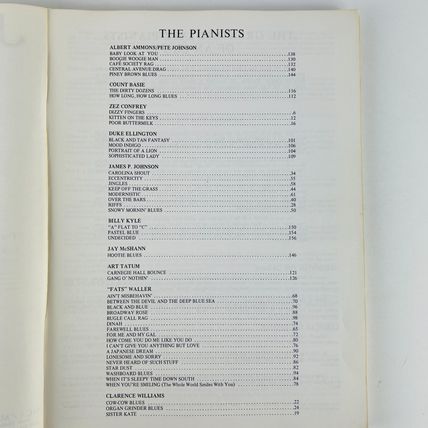 THE PIANISTS
ALBERT AMMONS/PETE JOHNSON
BABY LOOK AT YOU 138
BOOGIE WOOGIE MAN 130
CAFÉ SOCIETY RAG 132
CENTRAL AVENUE DRAG 140
PINEY BROWN BLUES 144
COUNT BASIE
THE DIRTY DOZENS 116
HOW LONG, HOW LONG BLUES 112
ZEZ CONFREY
DIZZY FINGERS 6
KITTEN ON THE KEYS 12
POOR BUTTERMILK 16
DUKE ELLINGTON
BLACK AND TAN FANTASY 101
MOOD INDIGO 106
PORTRAIT OF A LION 104
SOPHISTICATED LADY 109
JAMES P. JOHNSON
CAROLINA SHOUT 34
ECCENTRICITY 55
JINGLES 58
KEEP OFF THE GRASS 44
MODERNISTIC 61
OVER THE BARS 40
RIFFS 28
SNOWY MORNIN' BLUES 50
BILLY KYLE
"A" FLAT TO "C" 150
PASTEL BLUE 154
UNDECIDED 156
JAY McSHANN
HOOTIE BLUES 146
ART TATUM
CARNEGIE HALL BOUNCE 121
GANG O' NOTHIN' 126
"FATS" WALLER
AIN'T MISBEHAVIN' 68
BETWEEN THE DEVIL AND THE DEEP BLUE SEA 70
BLACK AND BLUE 96
BROADWAY ROSE 88
BUGLE CALL RAG 98
DINAH 74
FAREWELL BLUES 65
FOR ME AND MY GAL 72
HOW COME YOU DO ME LIKE YOU DO 80
I CAN'T GIVE YOU ANYTHING BUT LOVE 76
A JAPANESE DREAM 90
LONESOME AND SORRY 92
NEVER HEARD OF SUCH STUFF 86
STAR DUST 82
WASHBOARD BLUES 94
WHEN IT'S SLEEPY TIME DOWN SOUTH 84
WHEN YOU'RE SMILING (The Whole World Smiles With You) 78
CLARENCE WILLIAMS
COW-COW BLUES 22
ORGAN GRINDER BLUES 24
SISTER KATE 19